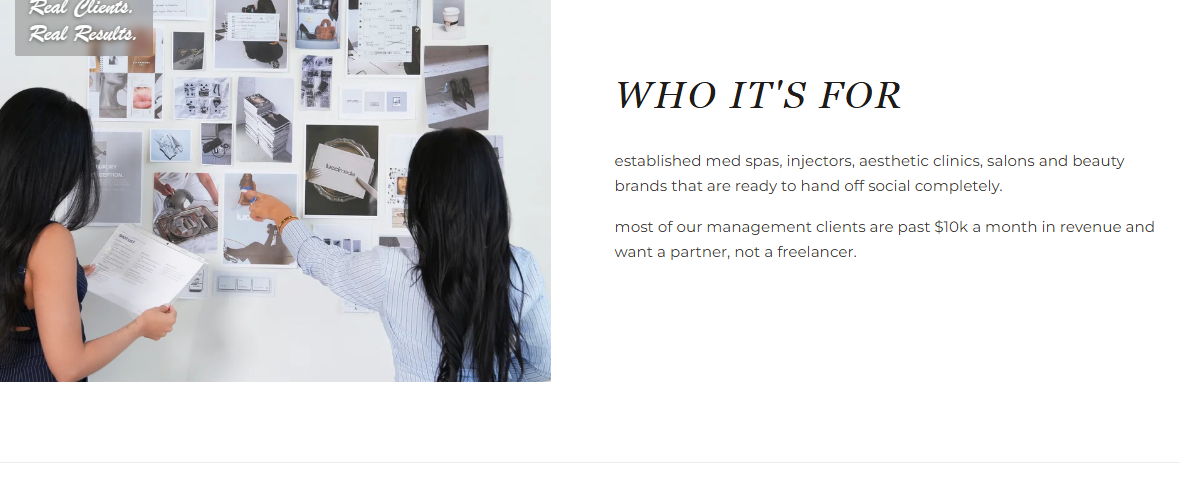 Real Clients.
Real Results.
WHO IT'S FOR
established med spas, injectors, aesthetic clinics, salons and beauty
brands that are ready to hand off social completely.
most of our management clients are past $10k a month in revenue and
want a partner, not a freelancer.